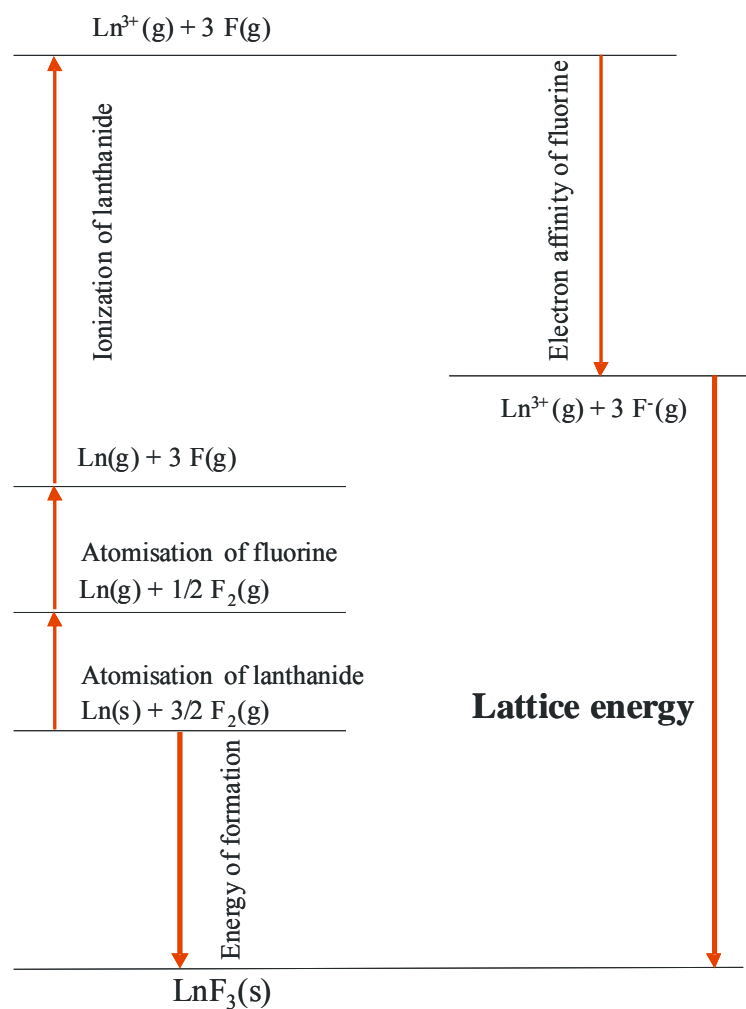 Ln³⁺(g) + 3 F(g)
Ionization of lanthanide
Electron affinity of fluorine
Ln³⁺(g) + 3 F⁻(g)
Ln(g) + 3 F(g)
Atomisation of fluorine
Ln(g) + 1/2 F₂(g)
Atomisation of lanthanide
Ln(s) + 3/2 F₂(g)
Lattice energy
Energy of formation
LnF₃(s)